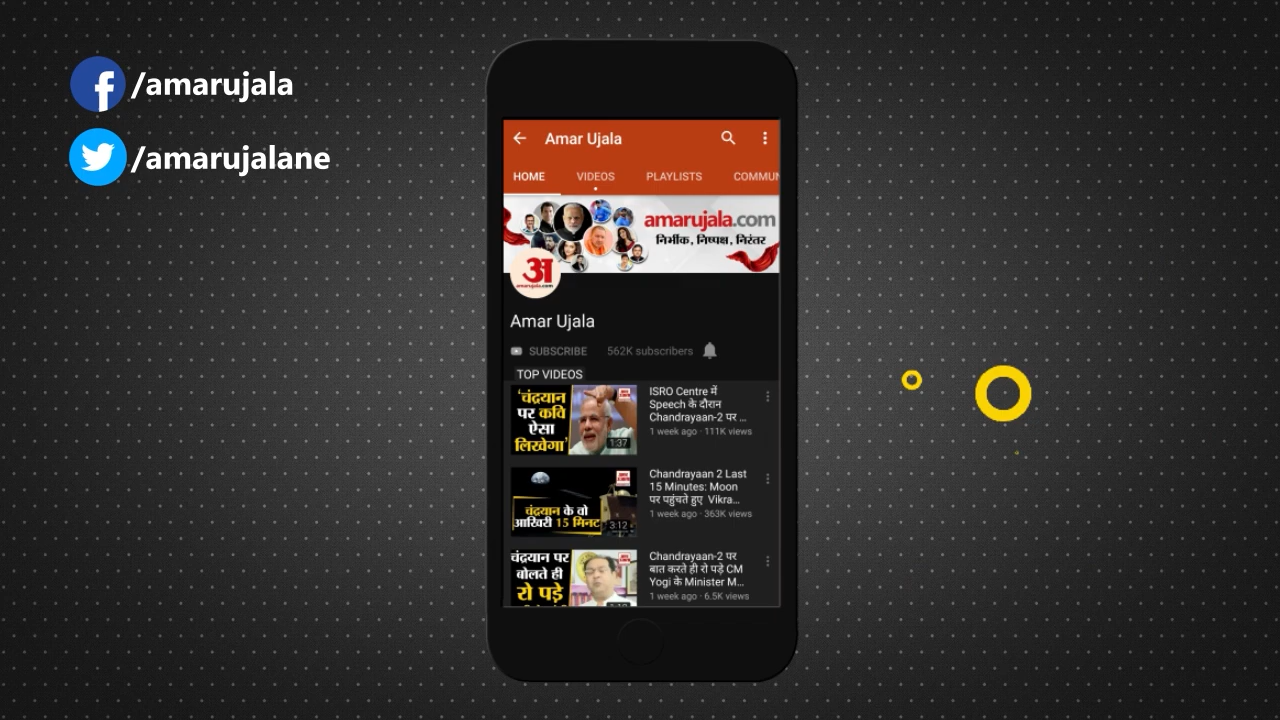 /amarujala
/amarujalane
Amar Ujala
HOME VIDEOS PLAYLISTS COMMUN
amarujala.com
निर्भीक, निष्पक्ष, निरंतर
अ
amarujala.com
Amar Ujala
SUBSCRIBE 562K subscribers
TOP VIDEOS
'चंद्रयान
पर कवि
ऐसा
लिखेगा'
1:37
ISRO Centre में
Speech के दौरान
Chandrayaan-2 पर ...
1 week ago · 111K views
चंद्रयान के वो
आखिरी 15 मिनट
3:12
Chandrayaan 2 Last
15 Minutes: Moon
पर पहुंचते हुए Vikra...
1 week ago · 363K views
चंद्रयान पर
बोलते ही
रो पड़े
Chandrayaan-2 पर
बात करते ही रो पड़े CM
Yogi के Minister M...
1 week ago · 6.5K views